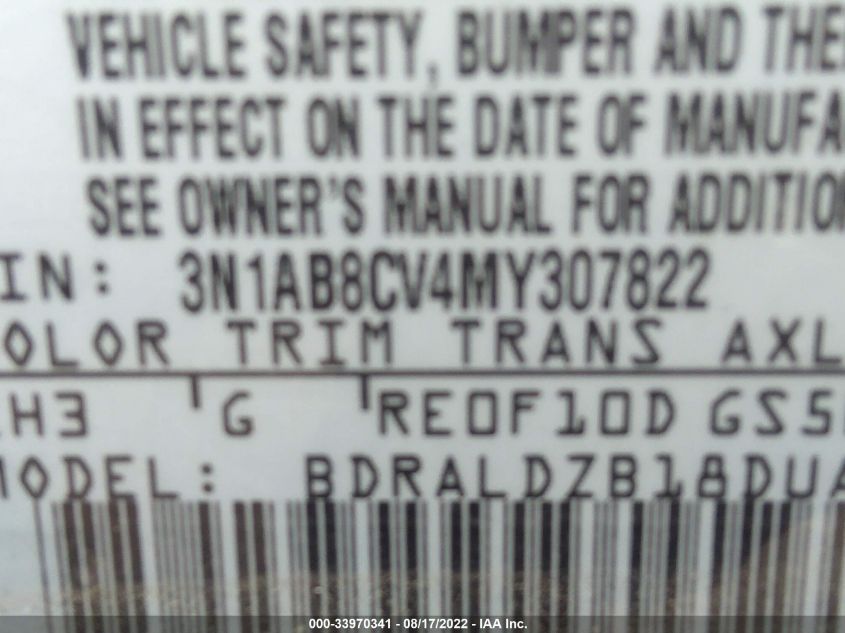 VEHICLE SAFETY, BUMPER AND THE
IN EFFECT ON THE DATE OF MANUFA
SEE OWNER'S MANUAL FOR ADDITIO
IN: 3N1AB8CV4MY307822
OLOR TRIM TRANS AXL
H3 G RE0F10D GS5
MODEL: BDRALDZB18DUA
000-33970341 - 08/17/2022 - IAA Inc.